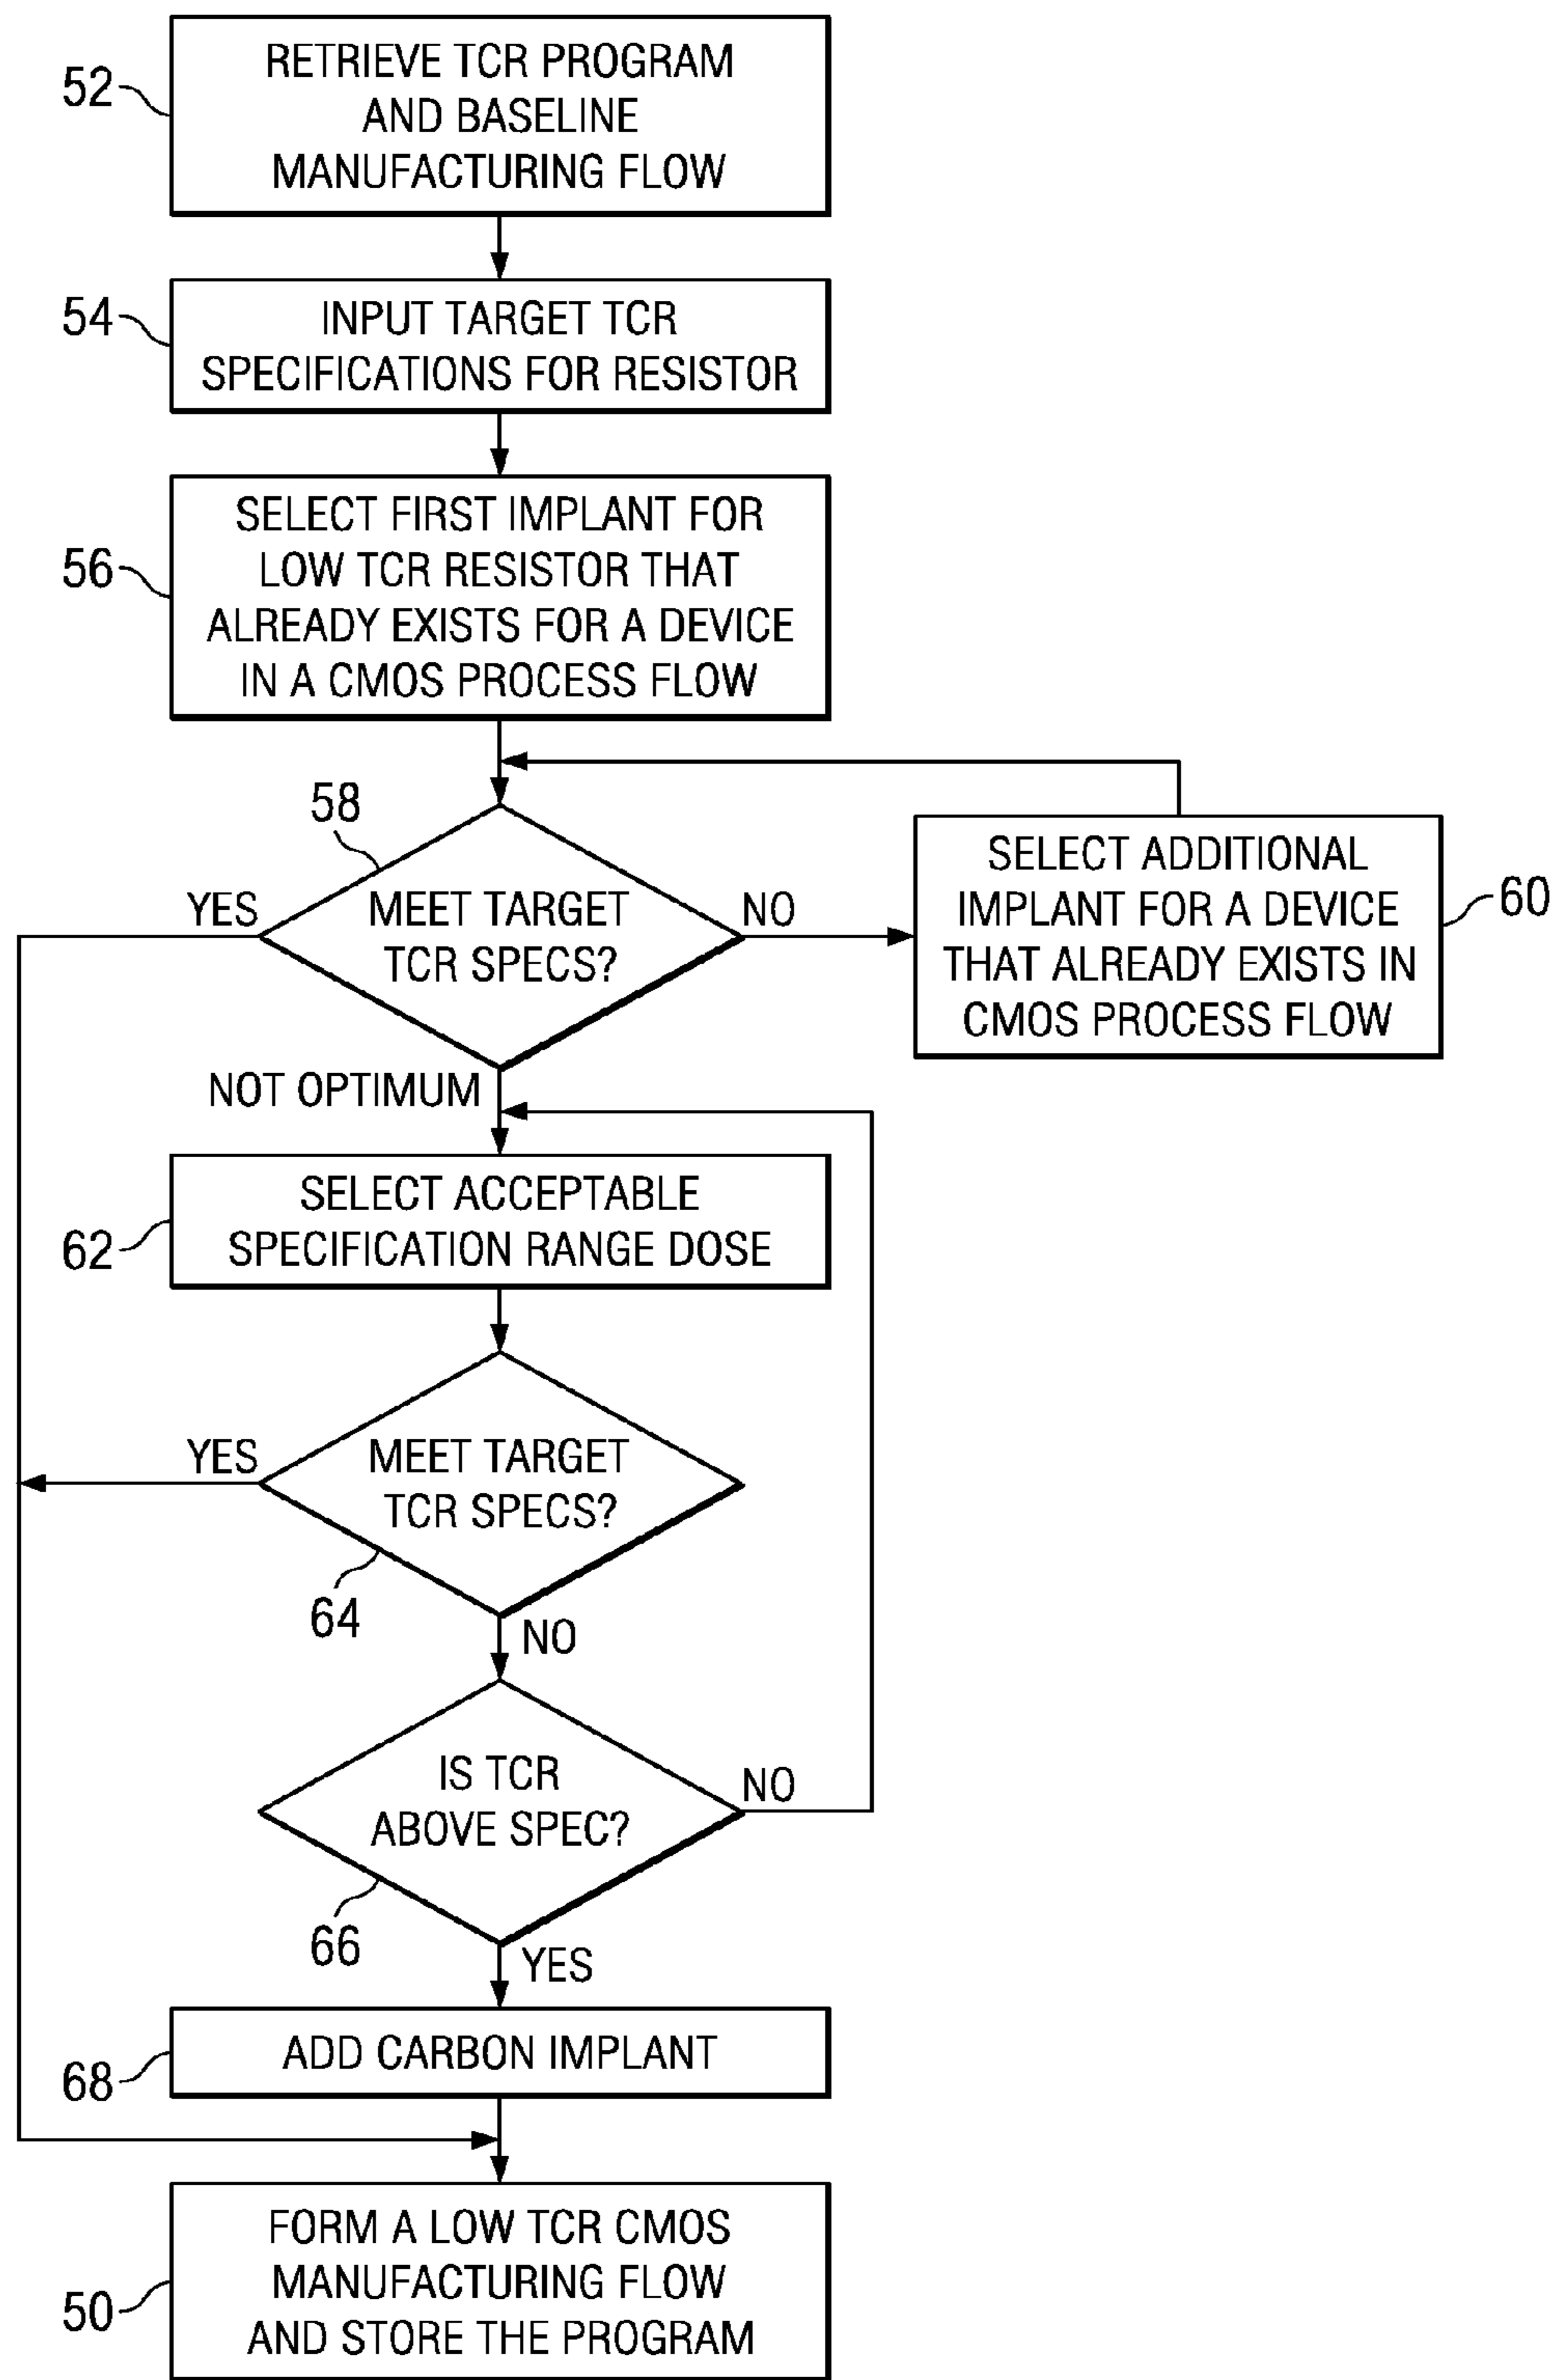 52
RETRIEVE TCR PROGRAM
AND BASELINE
MANUFACTURING FLOW
54
INPUT TARGET TCR
SPECIFICATIONS FOR RESISTOR
56
SELECT FIRST IMPLANT FOR
LOW TCR RESISTOR THAT
ALREADY EXISTS FOR A DEVICE
IN A CMOS PROCESS FLOW
58
YES
MEET TARGET
TCR SPECS?
NO
SELECT ADDITIONAL
IMPLANT FOR A DEVICE
THAT ALREADY EXISTS IN
CMOS PROCESS FLOW
60
NOT OPTIMUM
62
SELECT ACCEPTABLE
SPECIFICATION RANGE DOSE
YES
MEET TARGET
TCR SPECS?
64
NO
IS TCR
ABOVE SPEC?
NO
66
YES
68
ADD CARBON IMPLANT
50
FORM A LOW TCR CMOS
MANUFACTURING FLOW
AND STORE THE PROGRAM